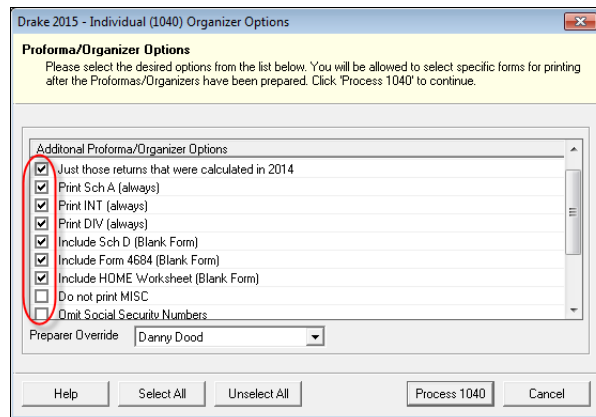 Drake 2015 - Individual (1040) Organizer Options
Proforma/Organizer Options
Please select the desired options from the list below. You will be allowed to select specific forms for printing
after the Proformas/Organizers have been prepared. Click 'Process 1040' to continue.
Additonal Proforma/Organizer Options
Just those returns that were calculated in 2014
Print Sch A (always)
Print INT (always)
Print DIV (always)
Include Sch D (Blank Form)
Include Form 4684 (Blank Form)
Include HOME Worksheet (Blank Form)
Do not print MISC
Omit Social Security Numbers
Preparer Override Danny Dood
Help Select All Unselect All Process 1040 Cancel